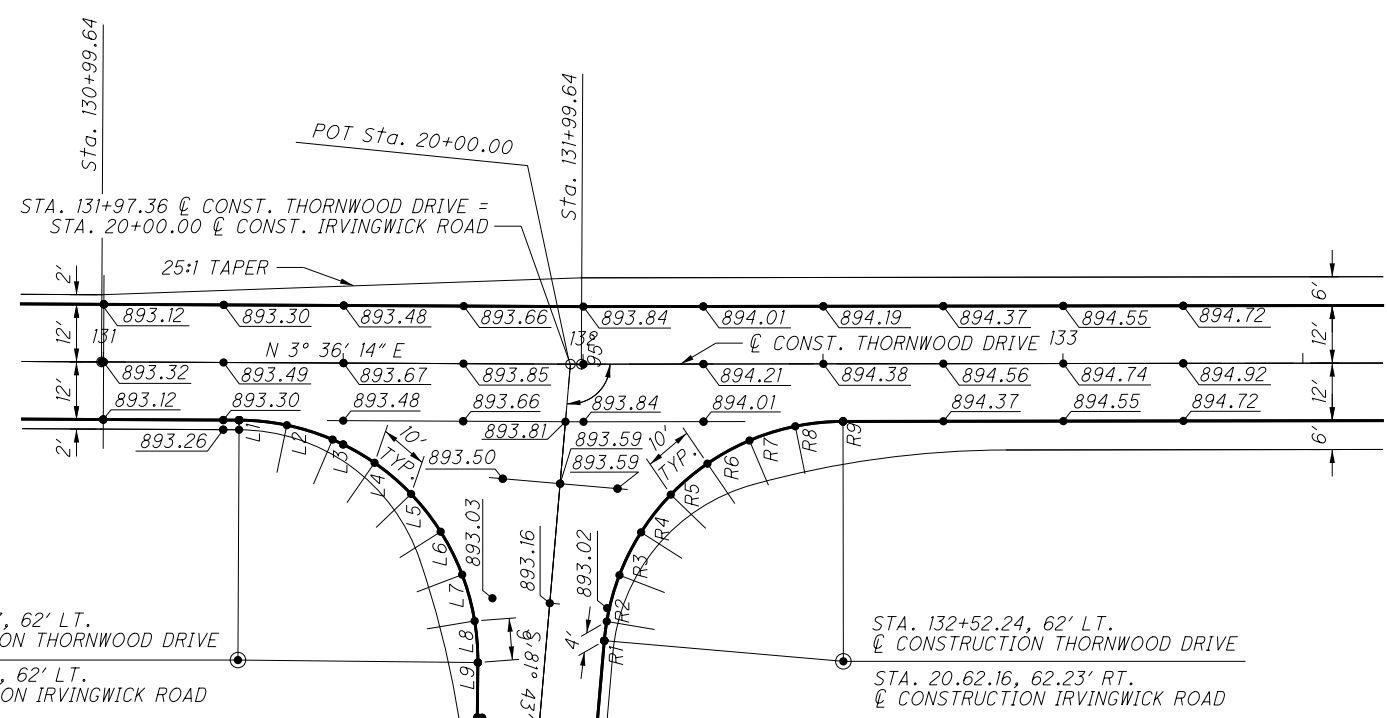 Sta. 130+99.64
Sta. 131+99.64
POT Sta. 20+00.00
STA. 131+97.36 ℄ CONST. THORNWOOD DRIVE =
STA. 20+00.00 ℄ CONST. IRVINGWICK ROAD
25:1 TAPER
2'
6'
893.12
893.30
893.48
893.66
893.84
894.01
894.19
894.37
894.55
894.72
12'
12'
131
N 3° 36' 14" E
132
95°
℄ CONST. THORNWOOD DRIVE
133
893.32
893.49
893.67
893.85
894.21
894.38
894.56
894.74
894.92
12'
12'
893.12
893.30
893.48
893.66
893.84
894.01
894.37
894.55
894.72
2'
6'
893.26
893.81
893.59
893.59
893.50
10'
TYP.
10'
TYP.
L1
L2
L3
L4
L5
L6
L7
L8
L9
R9
R8
R7
R6
R5
R4
R3
R2
R1
893.03
893.16
893.02
4'
S 81° 43'
', 62' LT.
ON THORNWOOD DRIVE
, 62' LT.
ON IRVINGWICK ROAD
STA. 132+52.24, 62' LT.
℄ CONSTRUCTION THORNWOOD DRIVE
STA. 20.62.16, 62.23' RT.
℄ CONSTRUCTION IRVINGWICK ROAD